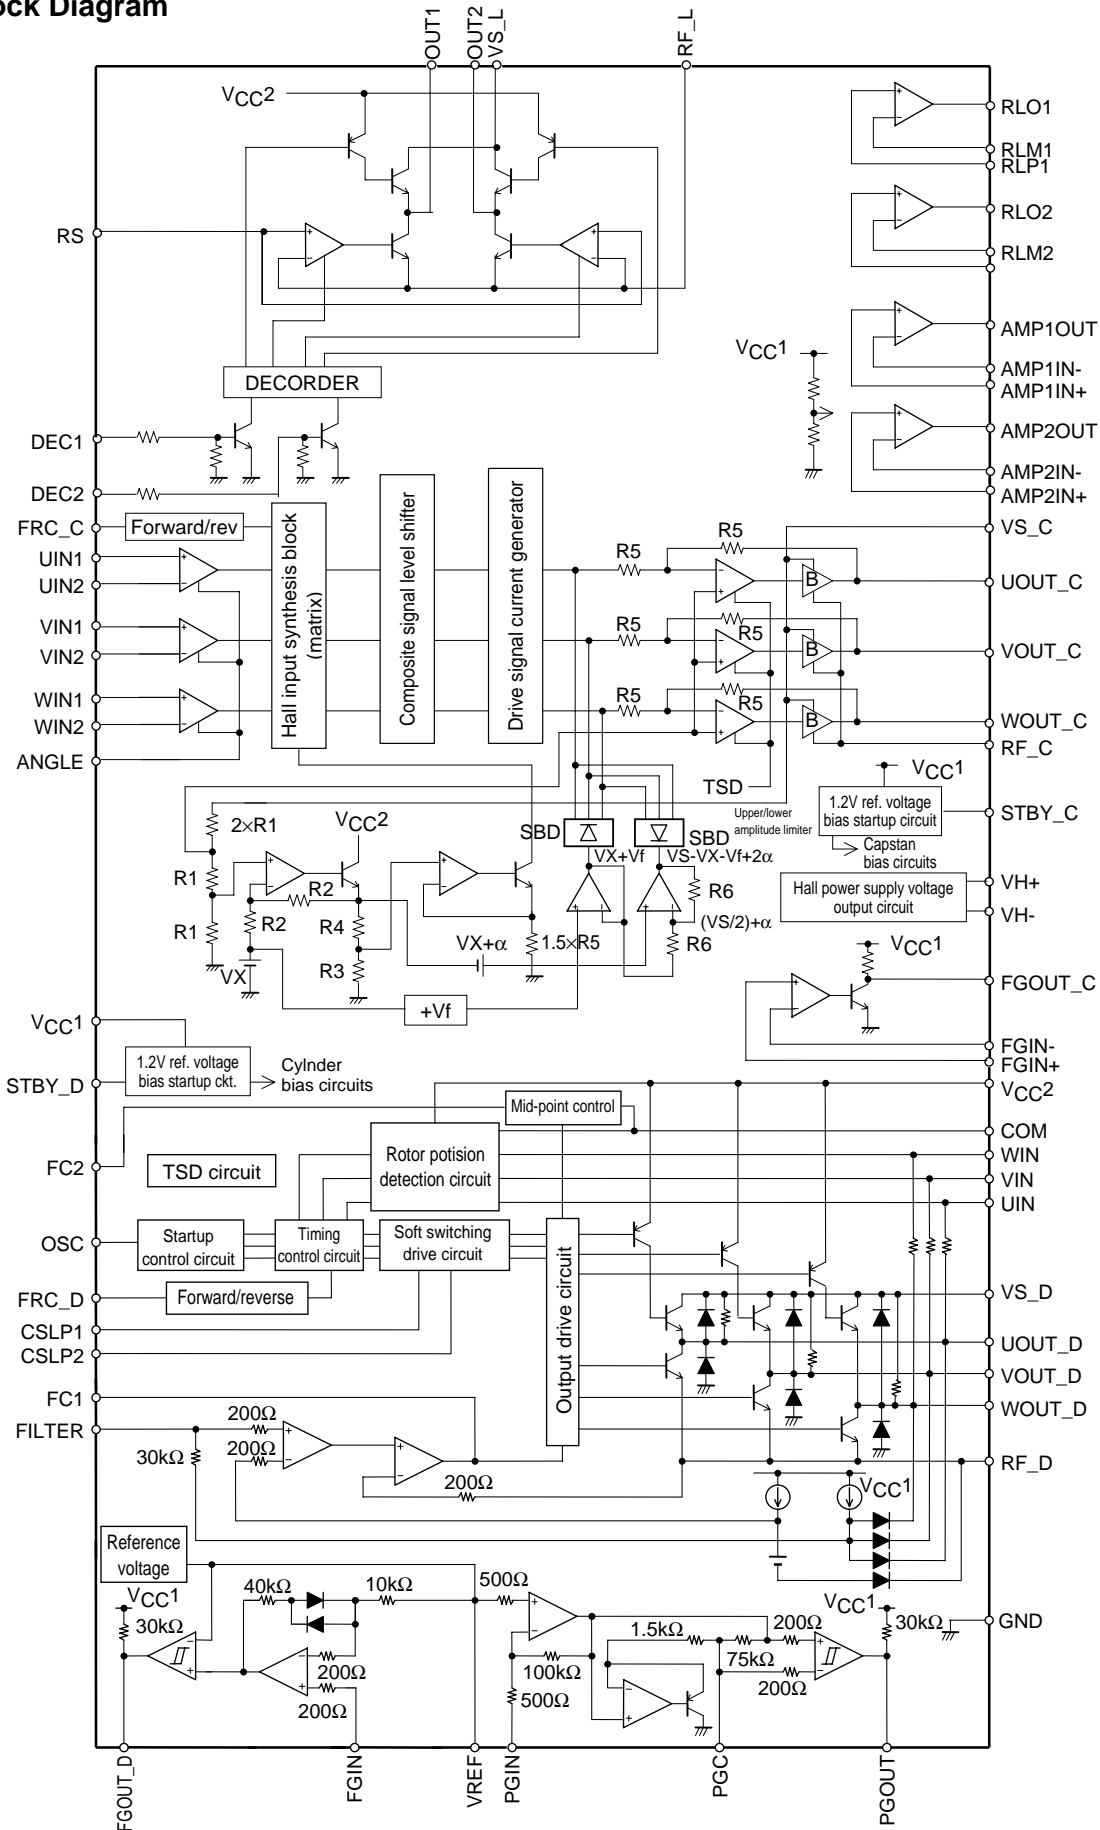 ock Diagram
OUT1
OUT2
VS_L
RF_L
VCC2
RLO1
RLM1
RLP1
RLO2
RS
RLM2
AMP1OUT
VCC1
AMP1IN-
AMP1IN+
DECORDER
AMP2OUT
DEC1
AMP2IN-
DEC2
AMP2IN+
FRC_C
Forward/rev
VS_C
Hall input synthesis block
(matrix)
Composite signal level shifter
Drive signal current generator
UIN1
UIN2
R5
R5
B
UOUT_C
VIN1
VIN2
R5
R5
B
VOUT_C
WIN1
WIN2
R5
R5
B
WOUT_C
RF_C
ANGLE
VCC1
TSD
Upper/lower
amplitude limiter
1.2V ref. voltage
bias startup circuit
STBY_C
2×R1
VCC2
SBD
SBD
VX+Vf
VS-VX-Vf+2α
Capstan
bias circuits
R1
R2
R6
Hall power supply voltage
output circuit
VH+
VH-
R1
R2
R4
(VS/2)+α
VX+α
1.5×R5
R6
VCC1
VX
R3
FGOUT_C
+Vf
VCC1
FGIN-
FGIN+
1.2V ref. voltage
bias startup ckt.
Cylnder
bias circuits
STBY_D
VCC2
Mid-point control
COM
Rotor potision
detection circuit
WIN
FC2
TSD circuit
VIN
UIN
OSC
Startup
control circuit
Timing
control circuit
Soft switching
drive circuit
Output drive circuit
FRC_D
Forward/reverse
VS_D
CSLP1
UOUT_D
CSLP2
VOUT_D
FC1
WOUT_D
FILTER
200Ω
30kΩ
200Ω
RF_D
200Ω
VCC1
Reference
voltage
VCC1
40kΩ
10kΩ
500Ω
VCC1
30kΩ
1.5kΩ
200Ω
30kΩ
GND
200Ω
100kΩ
75kΩ
200Ω
500Ω
200Ω
FGOUT_D
FGIN
VREF
PGIN
PGC
PGOUT